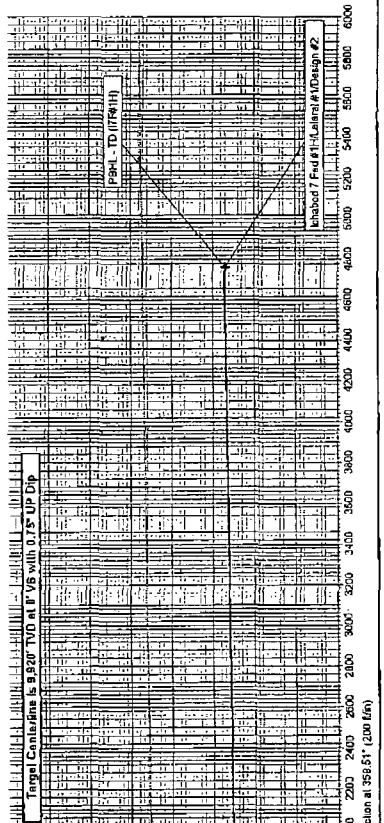 Target Centerline is 9,920' TVD at 0' VS with 0.75° UP Dip
PBHL - TD (ITF#1H)
Ichabod 7 Fed #1H/Lateral #1/Design #2
0 2200 2400 2600 2800 3000 3200 3400 3600 3800 4000 4200 4400 4600 4800 5000 5200 5400 5600 5800 6000
ction at 359.51° (200 ft/in)